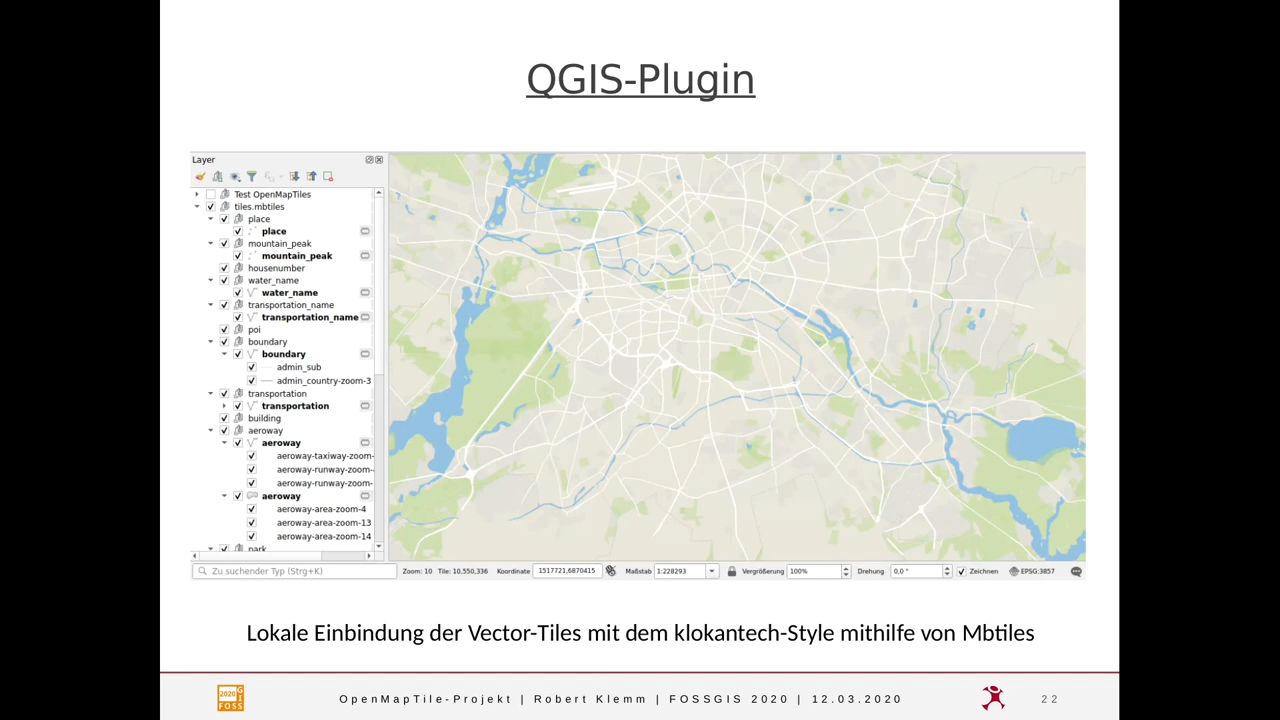 QGIS-Plugin
Layer
Test OpenMapTiles
tiles.mbtiles
place
place
mountain_peak
mountain_peak
housenumber
water_name
water_name
transportation_name
transportation_name
poi
boundary
boundary
admin_sub
admin_country-zoom-3
transportation
transportation
building
aeroway
aeroway
aeroway-taxiway-zoom-
aeroway-runway-zoom-
aeroway-runway-zoom-
aeroway
aeroway-area-zoom-4
aeroway-area-zoom-13
aeroway-area-zoom-14
park
Zu suchender Typ (Strg+K) Zoom: 10 Tile: 10,550,336 Koordinate 1517721,6870415 Maßstab 1:228293 Vergrößerung 100% Drehung 0,0 ° Zeichnen EPSG:3857
Lokale Einbindung der Vector-Tiles mit dem klokantech-Style mithilfe von Mbtiles
2020 GI FOSS
OpenMapTile-Projekt | Robert Klemm | FOSSGIS 2020 | 12.03.2020 22